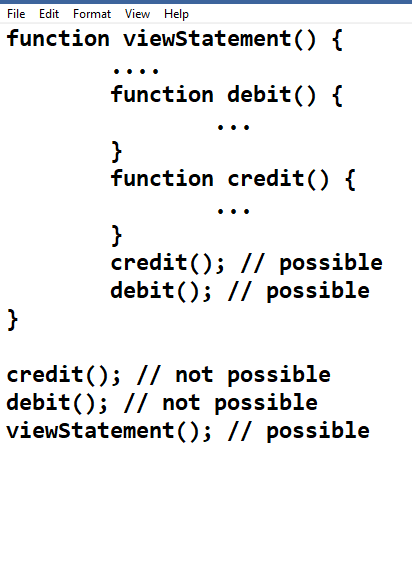 File Edit Format View Help
function viewStatement() {
....
function debit() {
...
}
function credit() {
...
}
credit(); // possible
debit(); // possible
}
credit(); // not possible
debit(); // not possible
viewStatement(); // possible